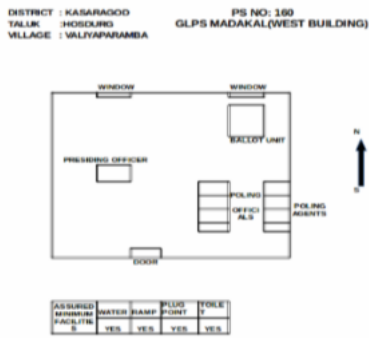 DISTRICT : KASARAGOD
TALUK :HOSDURG
VILLAGE : VALIYAPARAMBA
PS NO: 160
GLPS MADAKAL(WEST BUILDING)
WINDOW
WINDOW
BALLOT UNIT
N
S
PRESIDING OFFICER
POLING
OFFICI
ALS
POLING
AGENTS
DOOR
ASSURED
MINIMUM
FACILITIE
S
WATER
RAMP
PLUG
POINT
TOILE
T
YES
YES
YES
YES